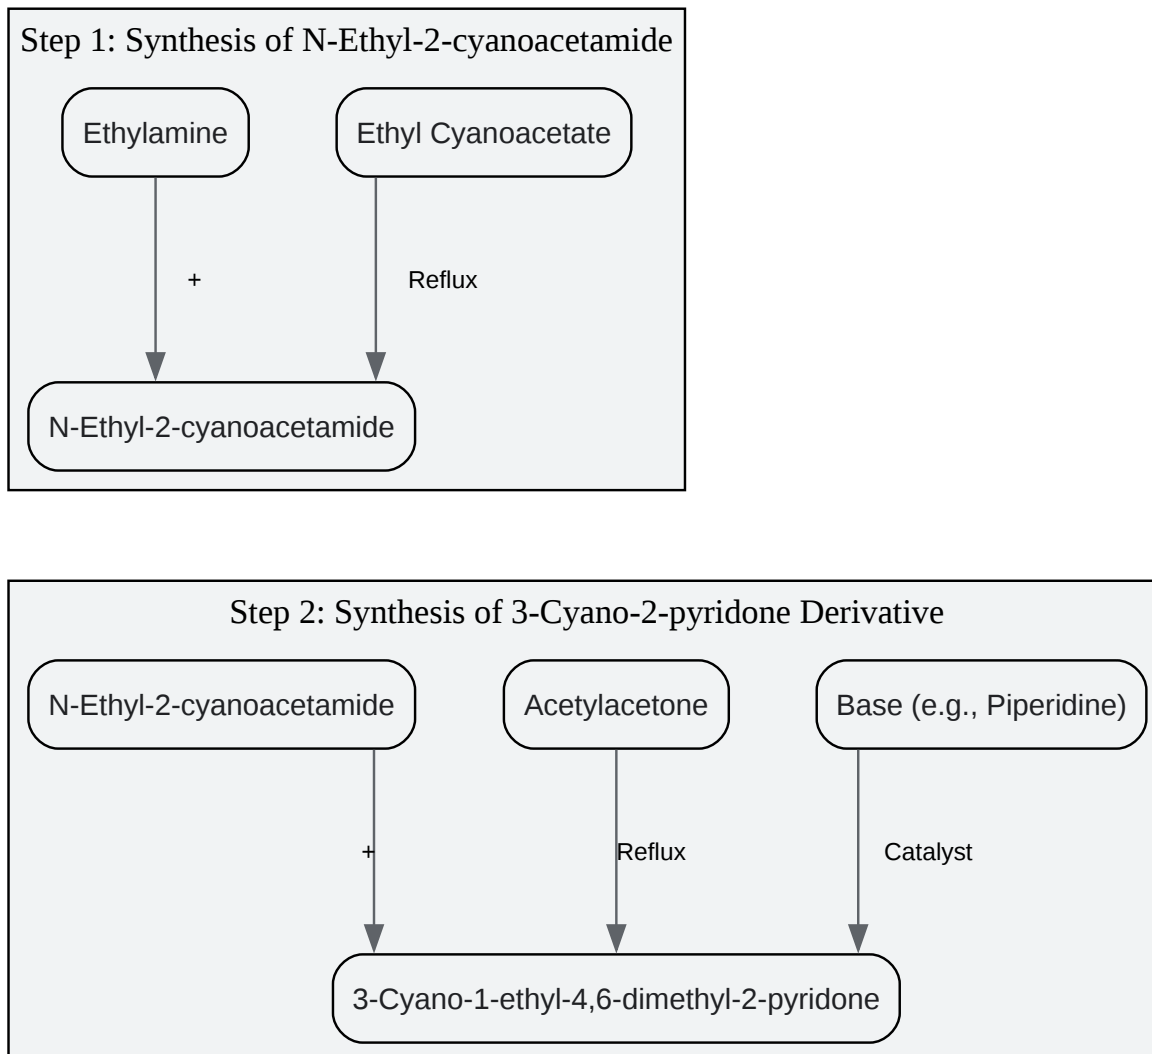 Step 1: Synthesis of N-Ethyl-2-cyanoacetamide
Ethylamine
Ethyl Cyanoacetate
+
Reflux
N-Ethyl-2-cyanoacetamide
Step 2: Synthesis of 3-Cyano-2-pyridone Derivative
N-Ethyl-2-cyanoacetamide
Acetylacetone
Base (e.g., Piperidine)
+
Reflux
Catalyst
3-Cyano-1-ethyl-4,6-dimethyl-2-pyridone